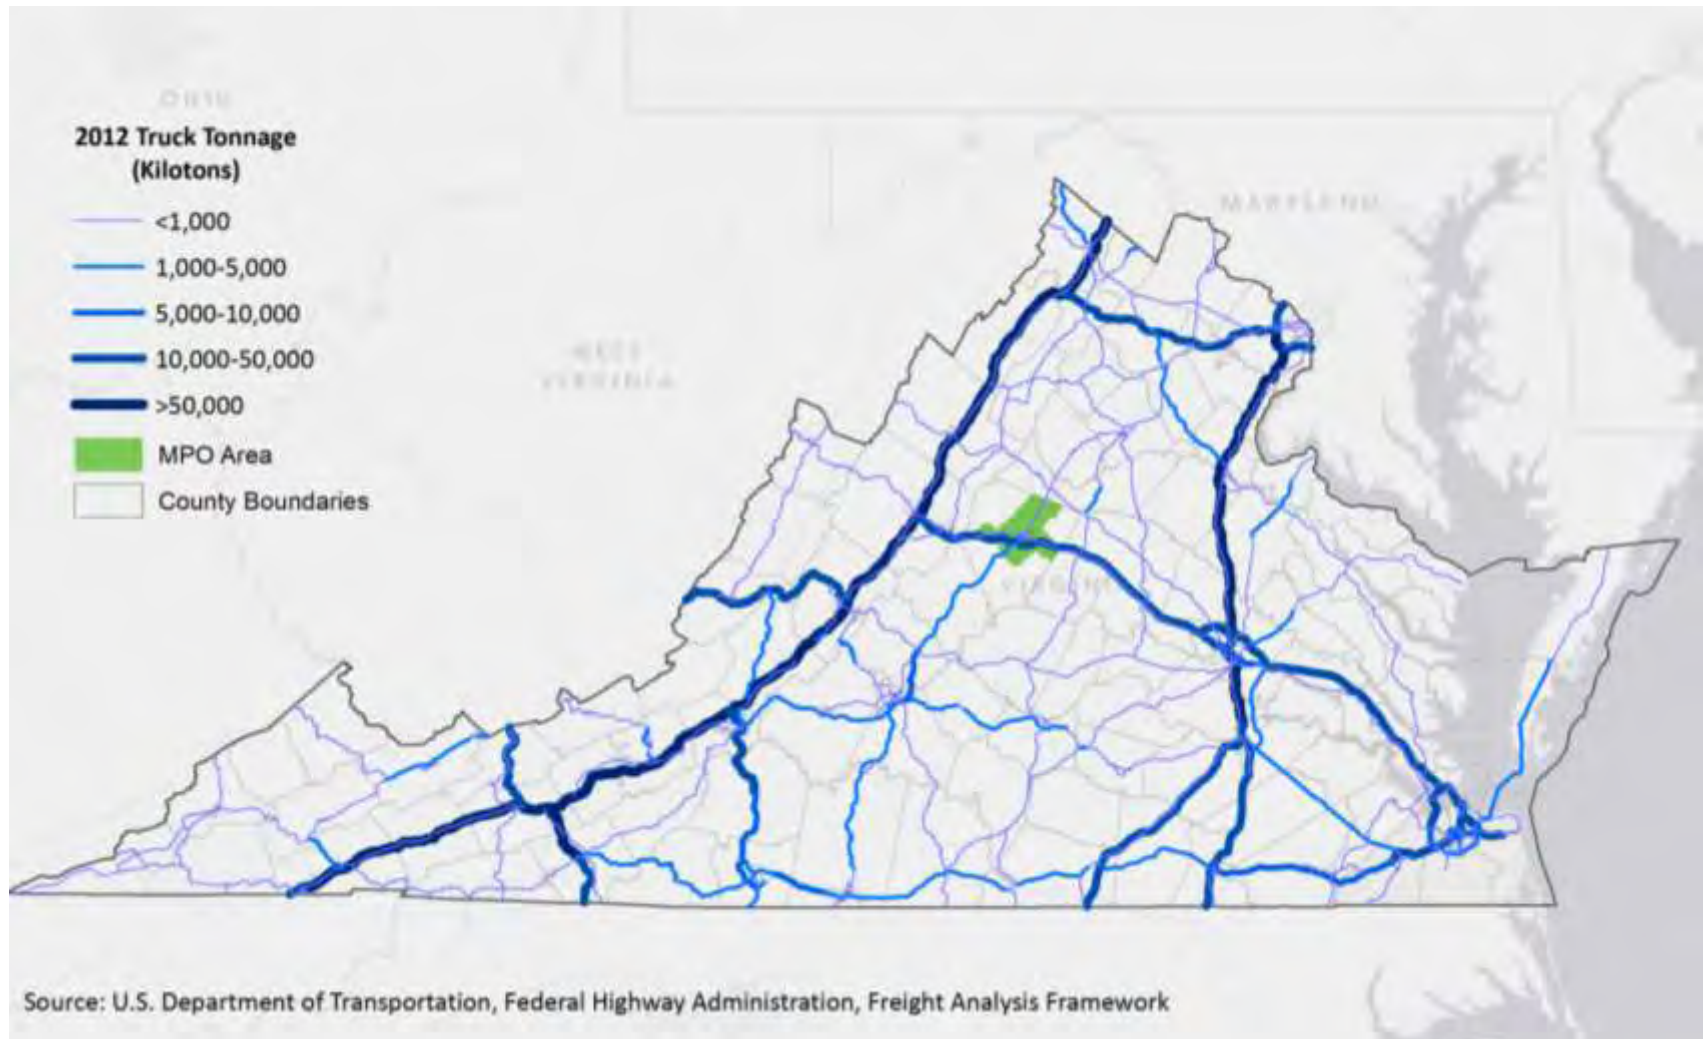 OHIO
2012 Truck Tonnage
(Kilotons)
<1,000
1,000-5,000
5,000-10,000
10,000-50,000
>50,000
MPO Area
County Boundaries
MARYLAND
WEST
VIRGINIA
VIRGINI
Source: U.S. Department of Transportation, Federal Highway Administration, Freight Analysis Framework